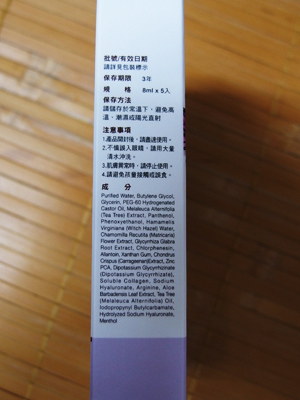 批號/有效日期
請詳見包裝標示
保存期限 3年
規 格 8ml x 5入
保存方法
請儲存於常溫下，避免高
溫、潮濕或陽光直射
注意事項
1.產品開封後，請盡速使用。
2.不慎誤入眼睛，請用大量
清水沖洗。
3.肌膚異常時，請停止使用。
4.請避免孩童接觸或誤食。
成 分
Purified Water, Butylene Glycol,
Glycerin, PEG-60 Hydrogenated
Castor Oil, Melaleuca Alternifolia
(Tea Tree) Extract, Panthenol,
Phenoxyethanol, Hamamelis
Virginiana (Witch Hazel) Water,
Chamomilla Recutita (Matricaria)
Flower Extract, Glycyrrhiza Glabra
Root Extract, Chlorphenesin,
Allantoin, Xanthan Gum, Chondrus
Crispus (Carrageenan)Extract, Zinc
PCA, Dipotassium Glycyrrhizinate
(Dipotassium Glycyrrhizate),
Soluble Collagen, Sodium
Hyaluronate, Arginine, Aloe
Barbadensis Leaf Extract, Tea Tree
(Melaleuca Alternifolia) Oil,
Iodopropynyl Butylcarbamate,
Hydrolyzed Sodium Hyaluronate,
Menthol